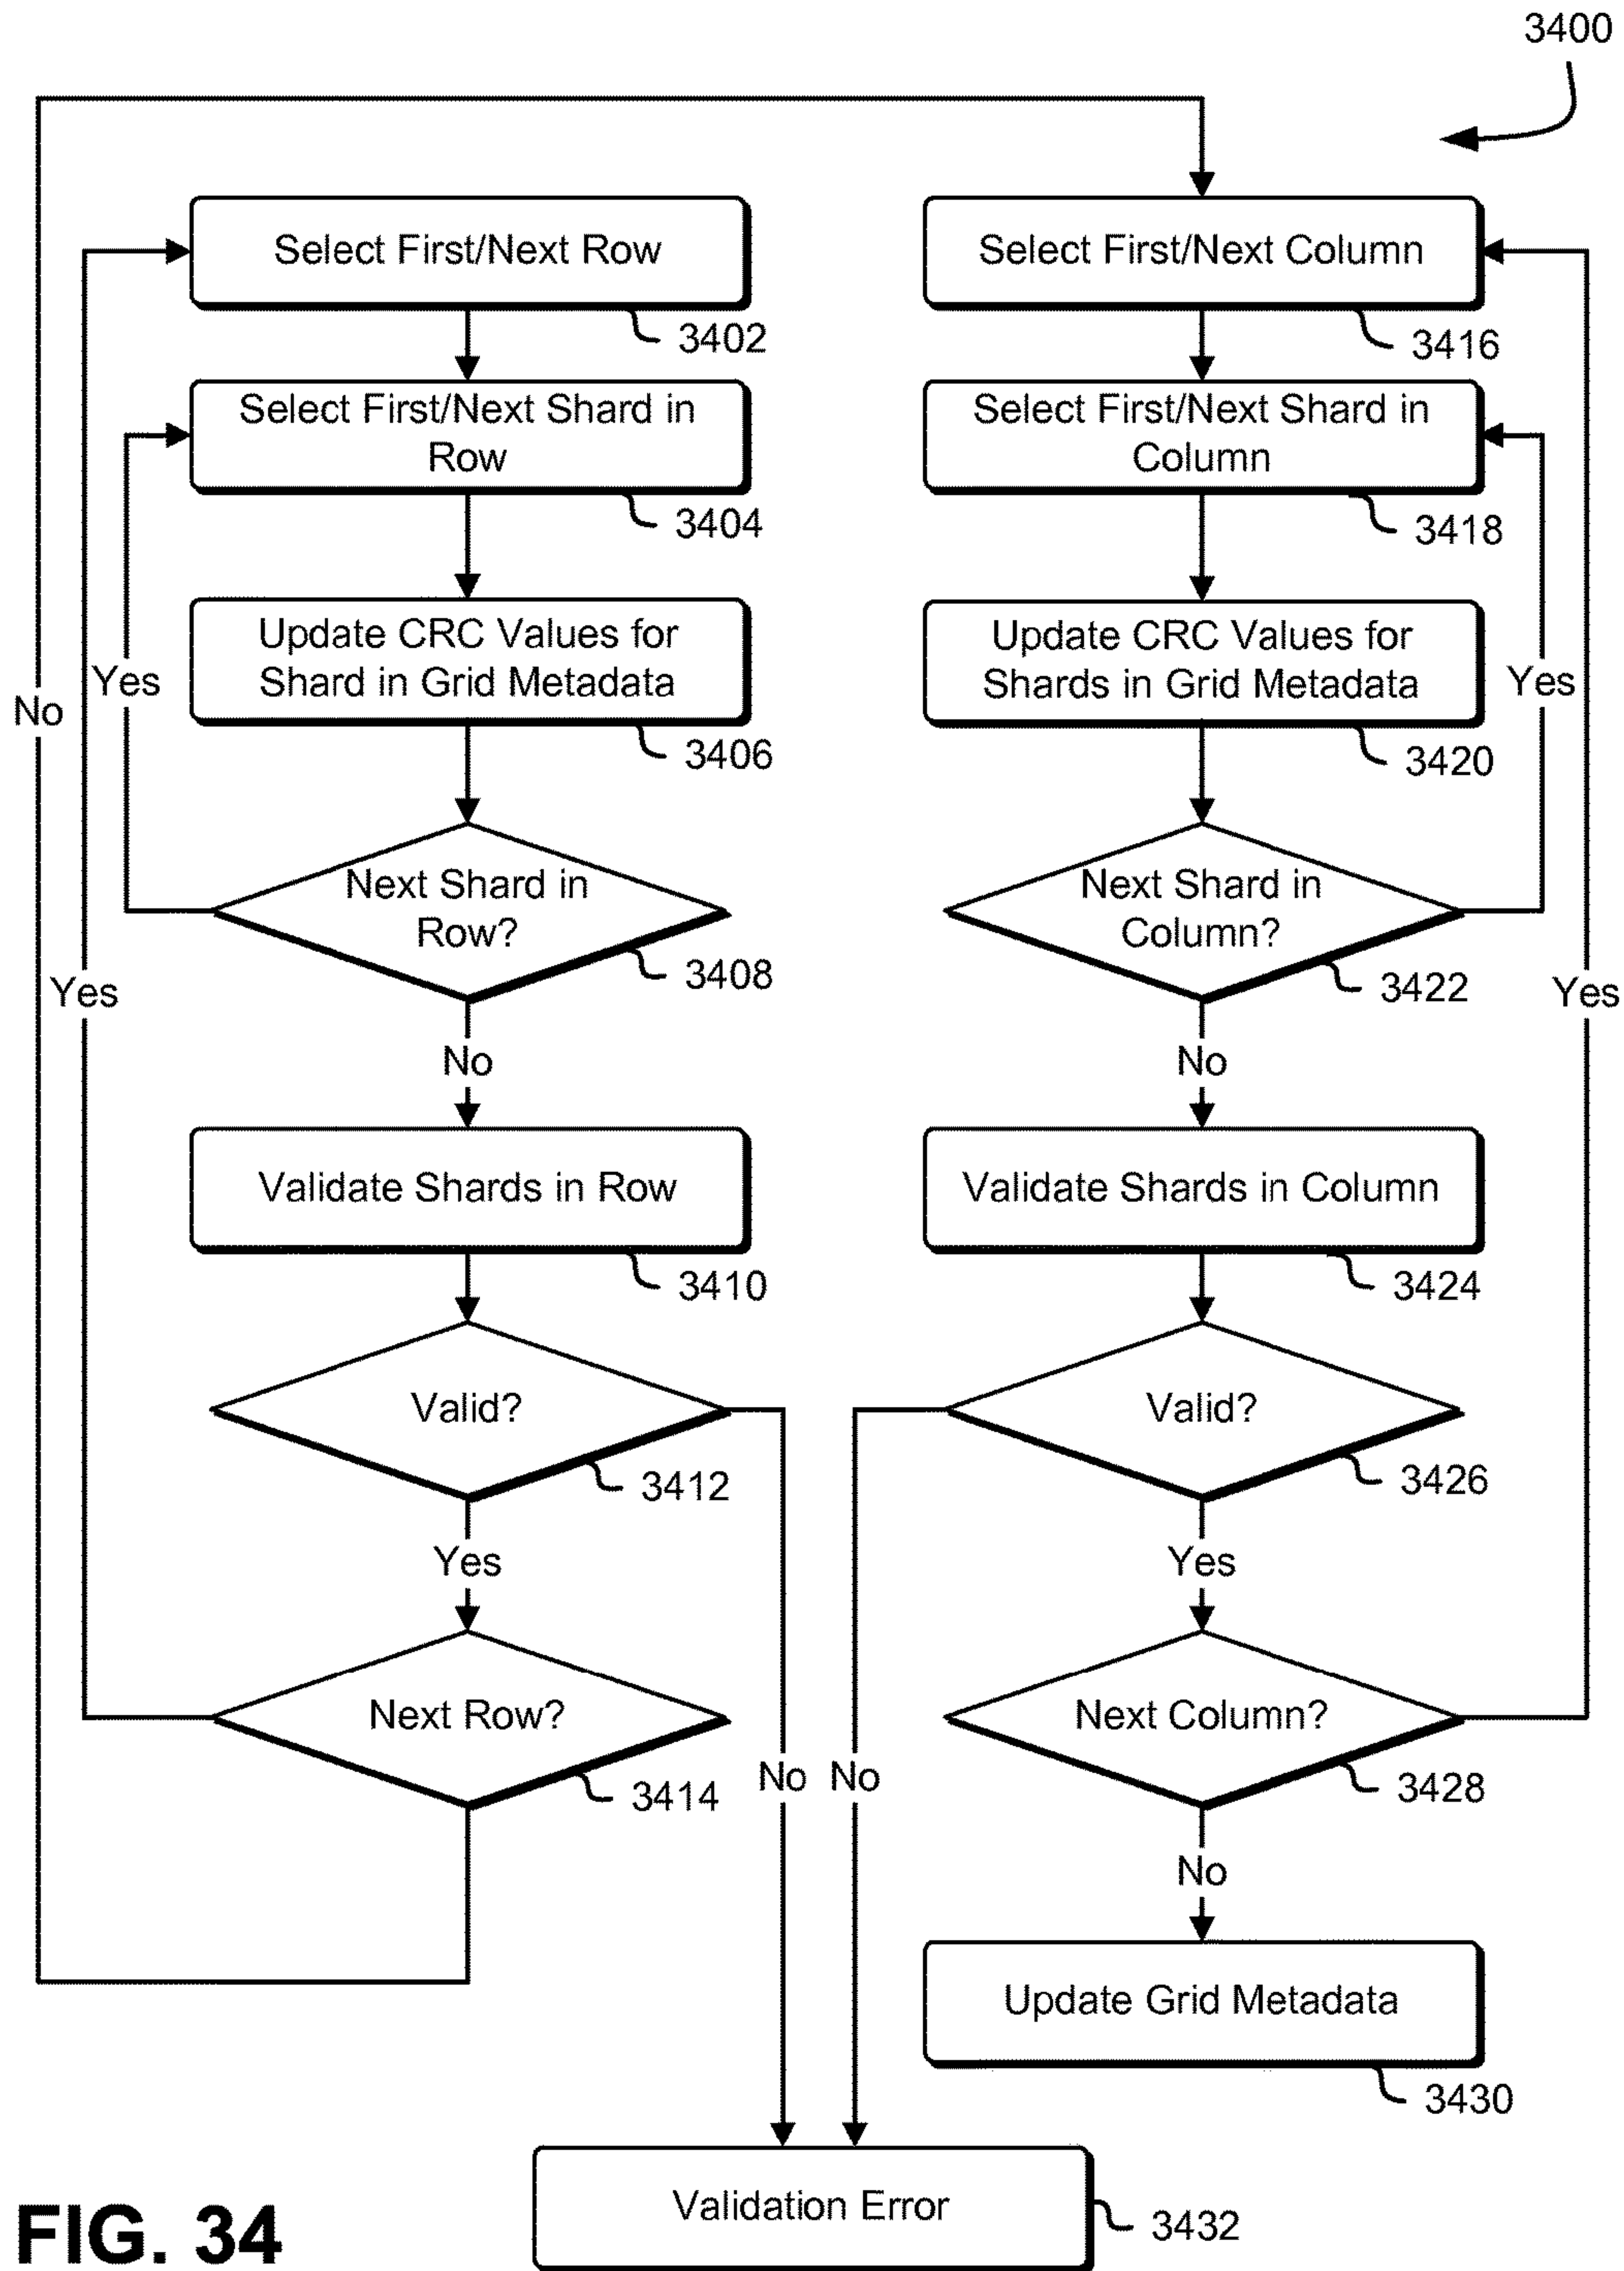 3400
Select First/Next Row
3402
Select First/Next Shard in
Row
3404
Update CRC Values for
Shard in Grid Metadata
3406
Next Shard in
Row?
3408
Yes
No
Validate Shards in Row
3410
Valid?
3412
Yes
No
Next Row?
3414
Yes
No
Select First/Next Column
3416
Select First/Next Shard in
Column
3418
Update CRC Values for
Shards in Grid Metadata
3420
Next Shard in
Column?
3422
Yes
No
Validate Shards in Column
3424
Valid?
3426
Yes
No
Next Column?
3428
Yes
No
Update Grid Metadata
3430
Validation Error
3432
FIG. 34